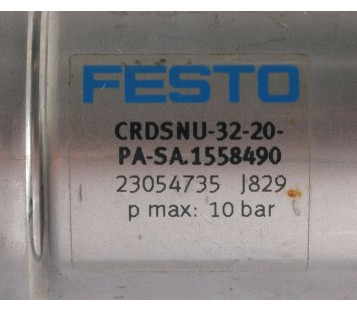 FESTO
CRDSNU-32-20-
PA-SA.1558490
23054735 J829
p max: 10 bar